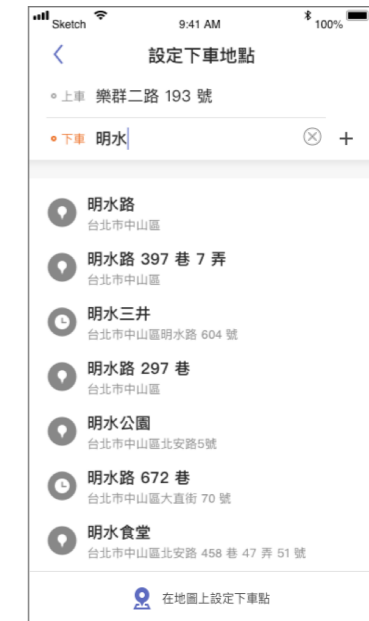 Sketch 9:41 AM 100%
設定下車地點
上車 樂群二路 193 號
下車 明水
明水路
台北市中山區
明水路 397 巷 7 弄
台北市中山區
明水三井
台北市中山區明水路 604 號
明水路 297 巷
台北市中山區
明水公園
台北市中山區北安路5號
明水路 672 巷
台北市中山區大直街 70 號
明水食堂
台北市中山區北安路 458 巷 47 弄 51 號
在地圖上設定下車點